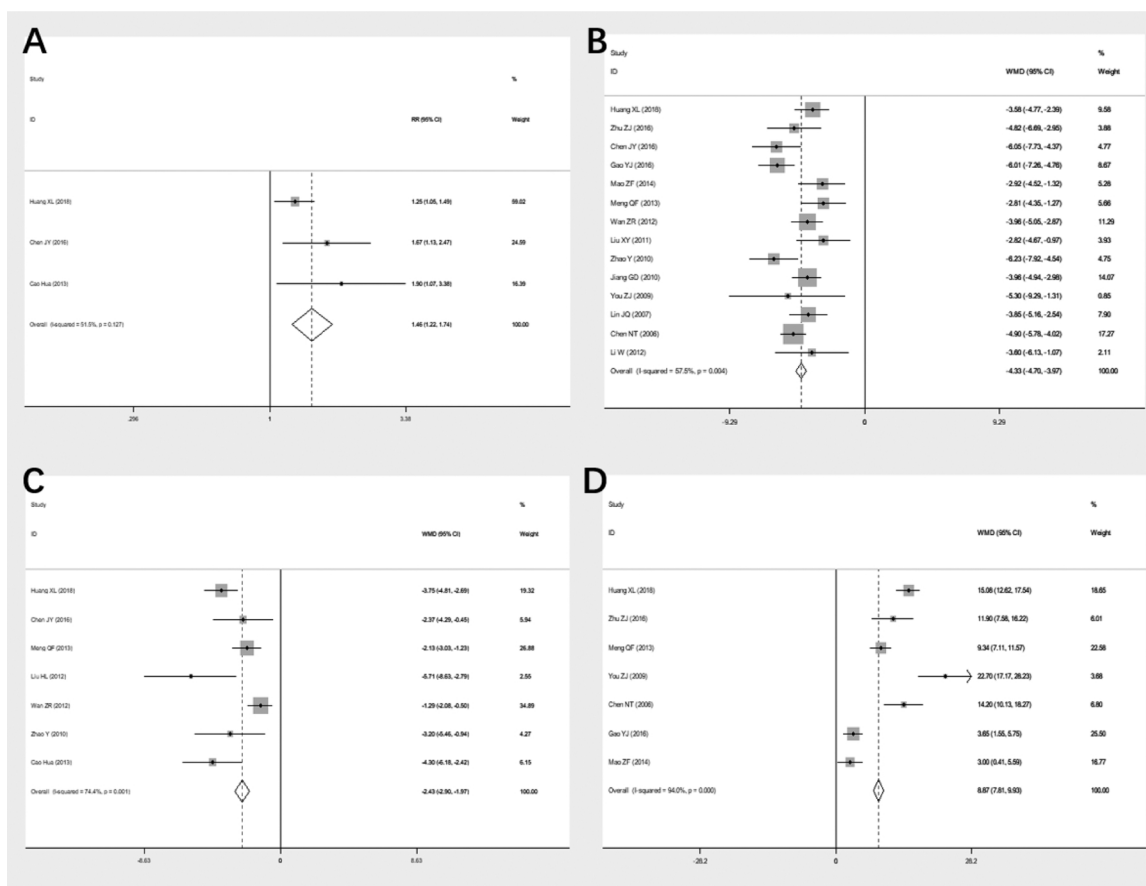 A
Study %
ID RR (95% CI) Weight
Huang XL (2018) 1.25 (1.05, 1.49) 59.02
Chen JY (2016) 1.67 (1.13, 2.47) 24.59
Cao Hua (2013) 1.90 (1.07, 3.38) 16.39
Overall (I-squared = 51.5%, p = 0.127) 1.46 (1.22, 1.74) 100.00
.296 1 3.38
B
Study %
ID WMD (95% CI) Weight
Huang XL (2016) -3.58 (-4.77, -2.39) 9.58
Zhu ZJ (2016) -4.82 (-6.69, -2.95) 3.86
Chen JY (2016) -6.05 (-7.73, -4.37) 4.77
Gao YJ (2016) -6.01 (-7.26, -4.76) 8.67
Mao ZF (2014) -2.92 (-4.52, -1.32) 5.28
Meng QF (2013) -2.81 (-4.35, -1.27) 5.66
Wan ZR (2012) -3.96 (-5.05, -2.87) 11.29
Liu XY (2011) -2.82 (-4.67, -0.97) 3.93
Zhao Y (2010) -6.23 (-7.92, -4.54) 4.75
Jiang GD (2010) -3.96 (-4.94, -2.98) 14.07
You ZJ (2009) -5.30 (-9.29, -1.31) 0.85
Lin JQ (2007) -3.85 (-5.16, -2.54) 7.90
Chen NT (2006) -4.90 (-5.78, -4.02) 17.27
Li W (2012) -3.60 (-6.13, -1.07) 2.11
Overall (I-squared = 57.5%, p = 0.004) -4.33 (-4.70, -3.97) 100.00
-9.29 0 9.29
C
Study %
ID WMD (95% CI) Weight
Huang XL (2018) -3.75 (-4.81, -2.69) 19.32
Chen JY (2016) -2.37 (-4.29, -0.45) 5.94
Meng QF (2013) -2.13 (-3.03, -1.23) 26.88
Liu HL (2012) -5.71 (-8.63, -2.79) 2.55
Wan ZR (2012) -1.29 (-2.08, -0.50) 34.89
Zhao Y (2010) -3.20 (-5.46, -0.94) 4.27
Cao Hua (2013) -4.30 (-6.18, -2.42) 6.15
Overall (I-squared = 74.4%, p = 0.001) -2.43 (-2.90, -1.97) 100.00
-8.63 0 8.63
D
Study %
ID WMD (95% CI) Weight
Huang XL (2018) 15.08 (12.62, 17.54) 18.65
Zhu ZJ (2016) 11.90 (7.58, 16.22) 6.01
Meng QF (2013) 9.34 (7.11, 11.57) 22.58
You ZJ (2009) 22.70 (17.17, 28.23) 3.68
Chen NT (2006) 14.20 (10.13, 18.27) 6.80
Gao YJ (2016) 3.65 (1.55, 5.75) 25.50
Mao ZF (2014) 3.00 (0.41, 5.59) 16.77
Overall (I-squared = 94.0%, p = 0.000) 8.87 (7.81, 9.93) 100.00
-28.2 0 28.2